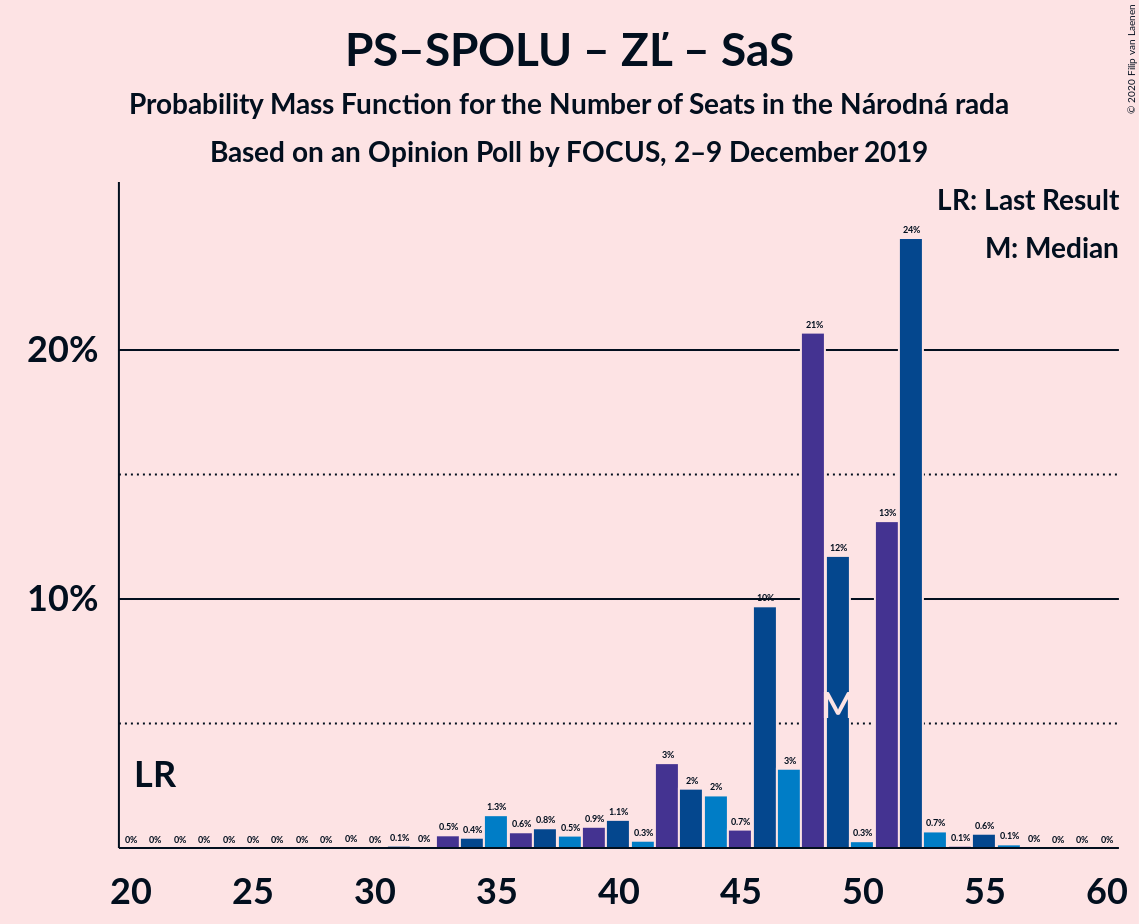 © 2020 Filip van Laenen
PS–SPOLU – ZĽ – SaS
Probability Mass Function for the Number of Seats in the Národná rada
Based on an Opinion Poll by FOCUS, 2–9 December 2019
LR: Last Result
M: Median
20%
10%
0% 0% 0% 0% 0% 0% 0% 0% 0% 0% 0% 0.1% 0% 0.5% 0.4% 1.3% 0.6% 0.8% 0.5% 0.9% 1.1% 0.3% 3% 2% 2% 0.7% 10% 3% 21% 12% 0.3% 13% 24% 0.7% 0.1% 0.6% 0.1% 0% 0% 0% 0%
M
LR
20 25 30 35 40 45 50 55 60